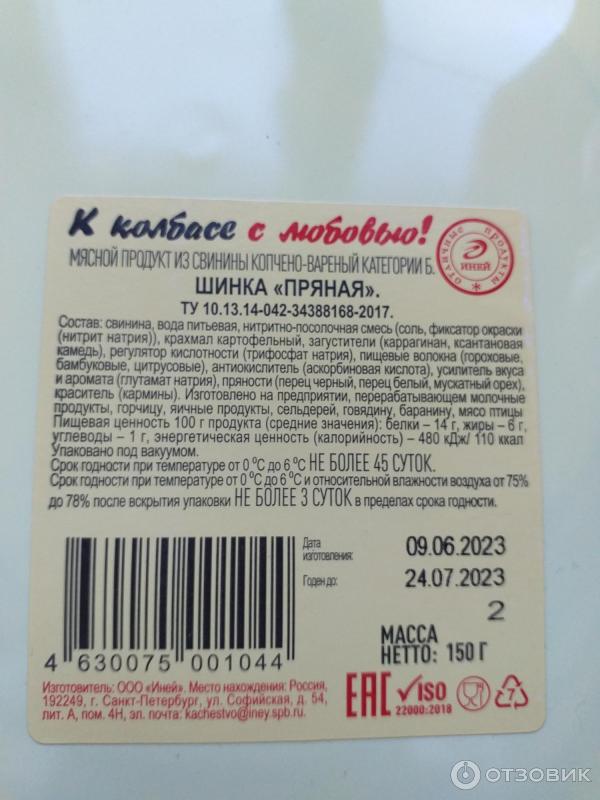 К колбасе с любовью!
ОТЛИЧНЫЕ ПРОДУКТЫ
ИНЕЙ
МЯСНОЙ ПРОДУКТ ИЗ СВИНИНЫ КОПЧЕНО-ВАРЕНЫЙ КАТЕГОРИИ Б.
ШИНКА «ПРЯНАЯ».
ТУ 10.13.14-042-34388168-2017.
Состав: свинина, вода питьевая, нитритно-посолочная смесь (соль, фиксатор окраски
(нитрит натрия)), крахмал картофельный, загустители (каррагинан, ксантановая
камедь), регулятор кислотности (трифосфат натрия), пищевые волокна (гороховые,
бамбуковые, цитрусовые), антиокислитель (аскорбиновая кислота), усилитель вкуса
и аромата (глутамат натрия), пряности (перец черный, перец белый, мускатный орех),
краситель (кармины). Изготовлено на предприятии, перерабатывающем молочные
продукты, горчицу, яичные продукты, сельдерей, говядину, баранину, мясо птицы
Пищевая ценность 100 г продукта (средние значения): белки – 14 г, жиры – 6 г,
углеводы – 1 г, энергетическая ценность (калорийность) – 480 кДж/ 110 ккал
Упаковано под вакуумом.
Срок годности при температуре от 0 °С до 6 °С НЕ БОЛЕЕ 45 СУТОК.
Срок годности при температуре от 0 °С до 6 °С и относительной влажности воздуха от 75%
до 78% после вскрытия упаковки НЕ БОЛЕЕ 3 СУТОК в пределах срока годности.
Дата
изготовления:
09.06.2023
Годен до:
24.07.2023
2
МАССА
НЕТТО: 150 Г
4 630075 001044
Изготовитель: ООО «Иней». Место нахождения: Россия,
192249, г. Санкт-Петербург, ул. Софийская, д. 54,
лит. А, пом. 4Н, эл. почта: kachestvo@iney.spb.ru
ЕАС
ISO
22000:2018
7
ОТЗОВИК